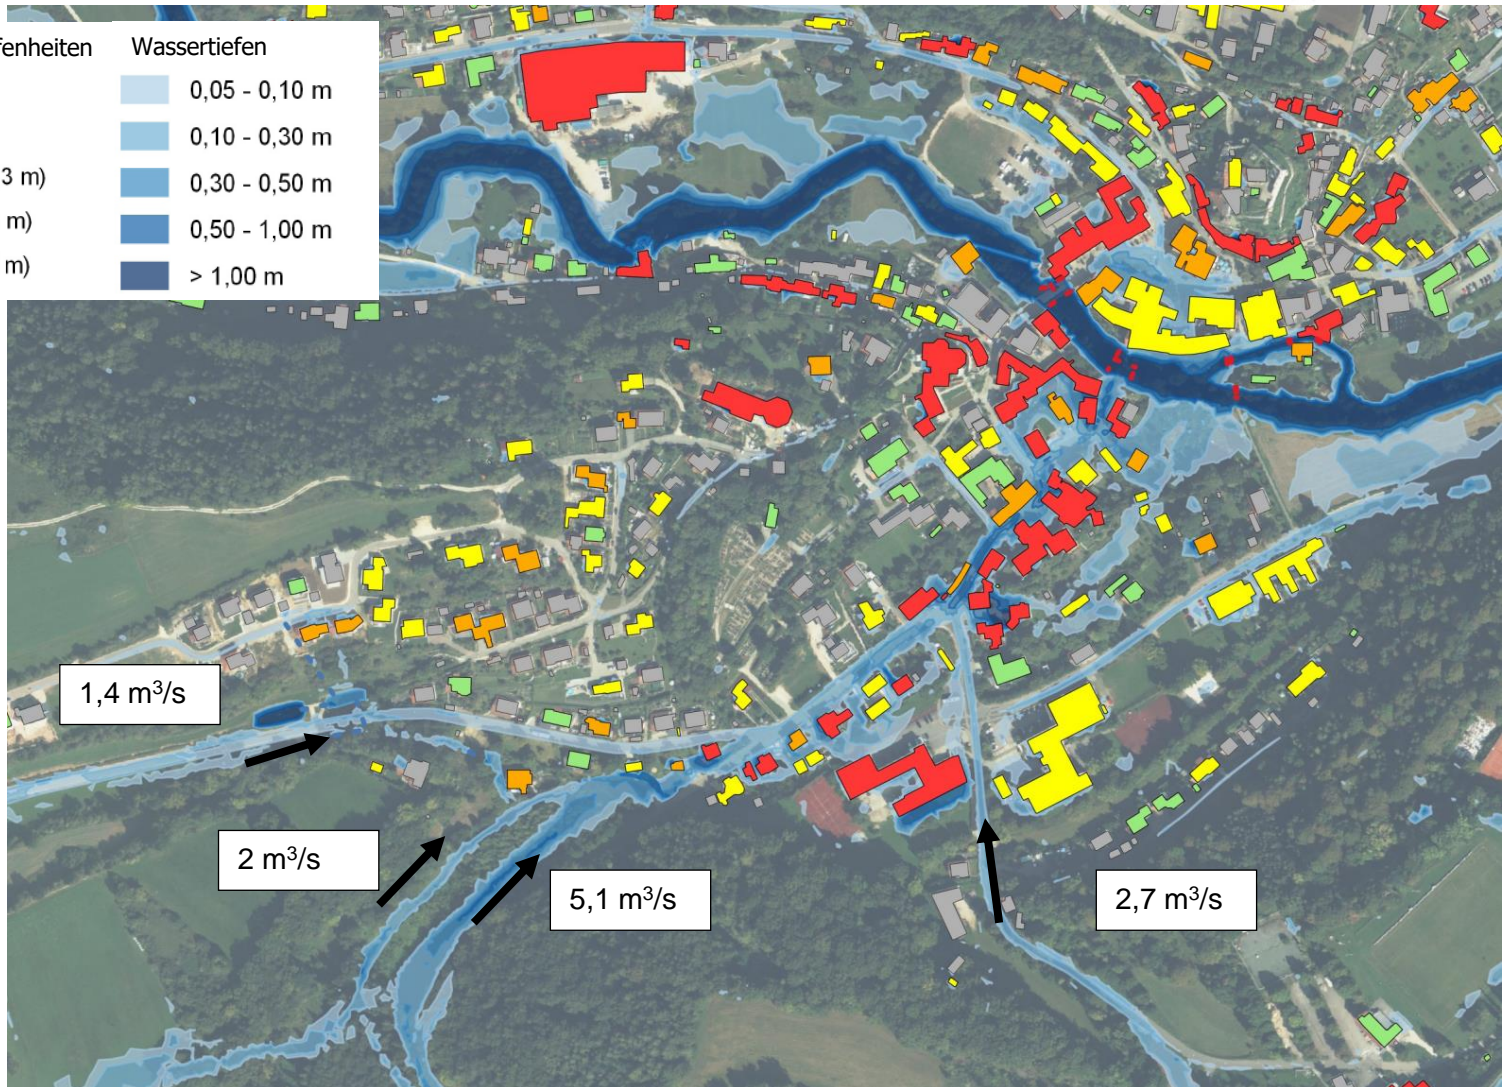 fenheiten
Wassertiefen
0,05 - 0,10 m
0,10 - 0,30 m
3 m)
0,30 - 0,50 m
m)
0,50 - 1,00 m
m)
> 1,00 m
1,4 m³/s
2 m³/s
5,1 m³/s
2,7 m³/s